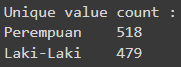 Unique value count :
Perempuan    518
Laki-Laki    479